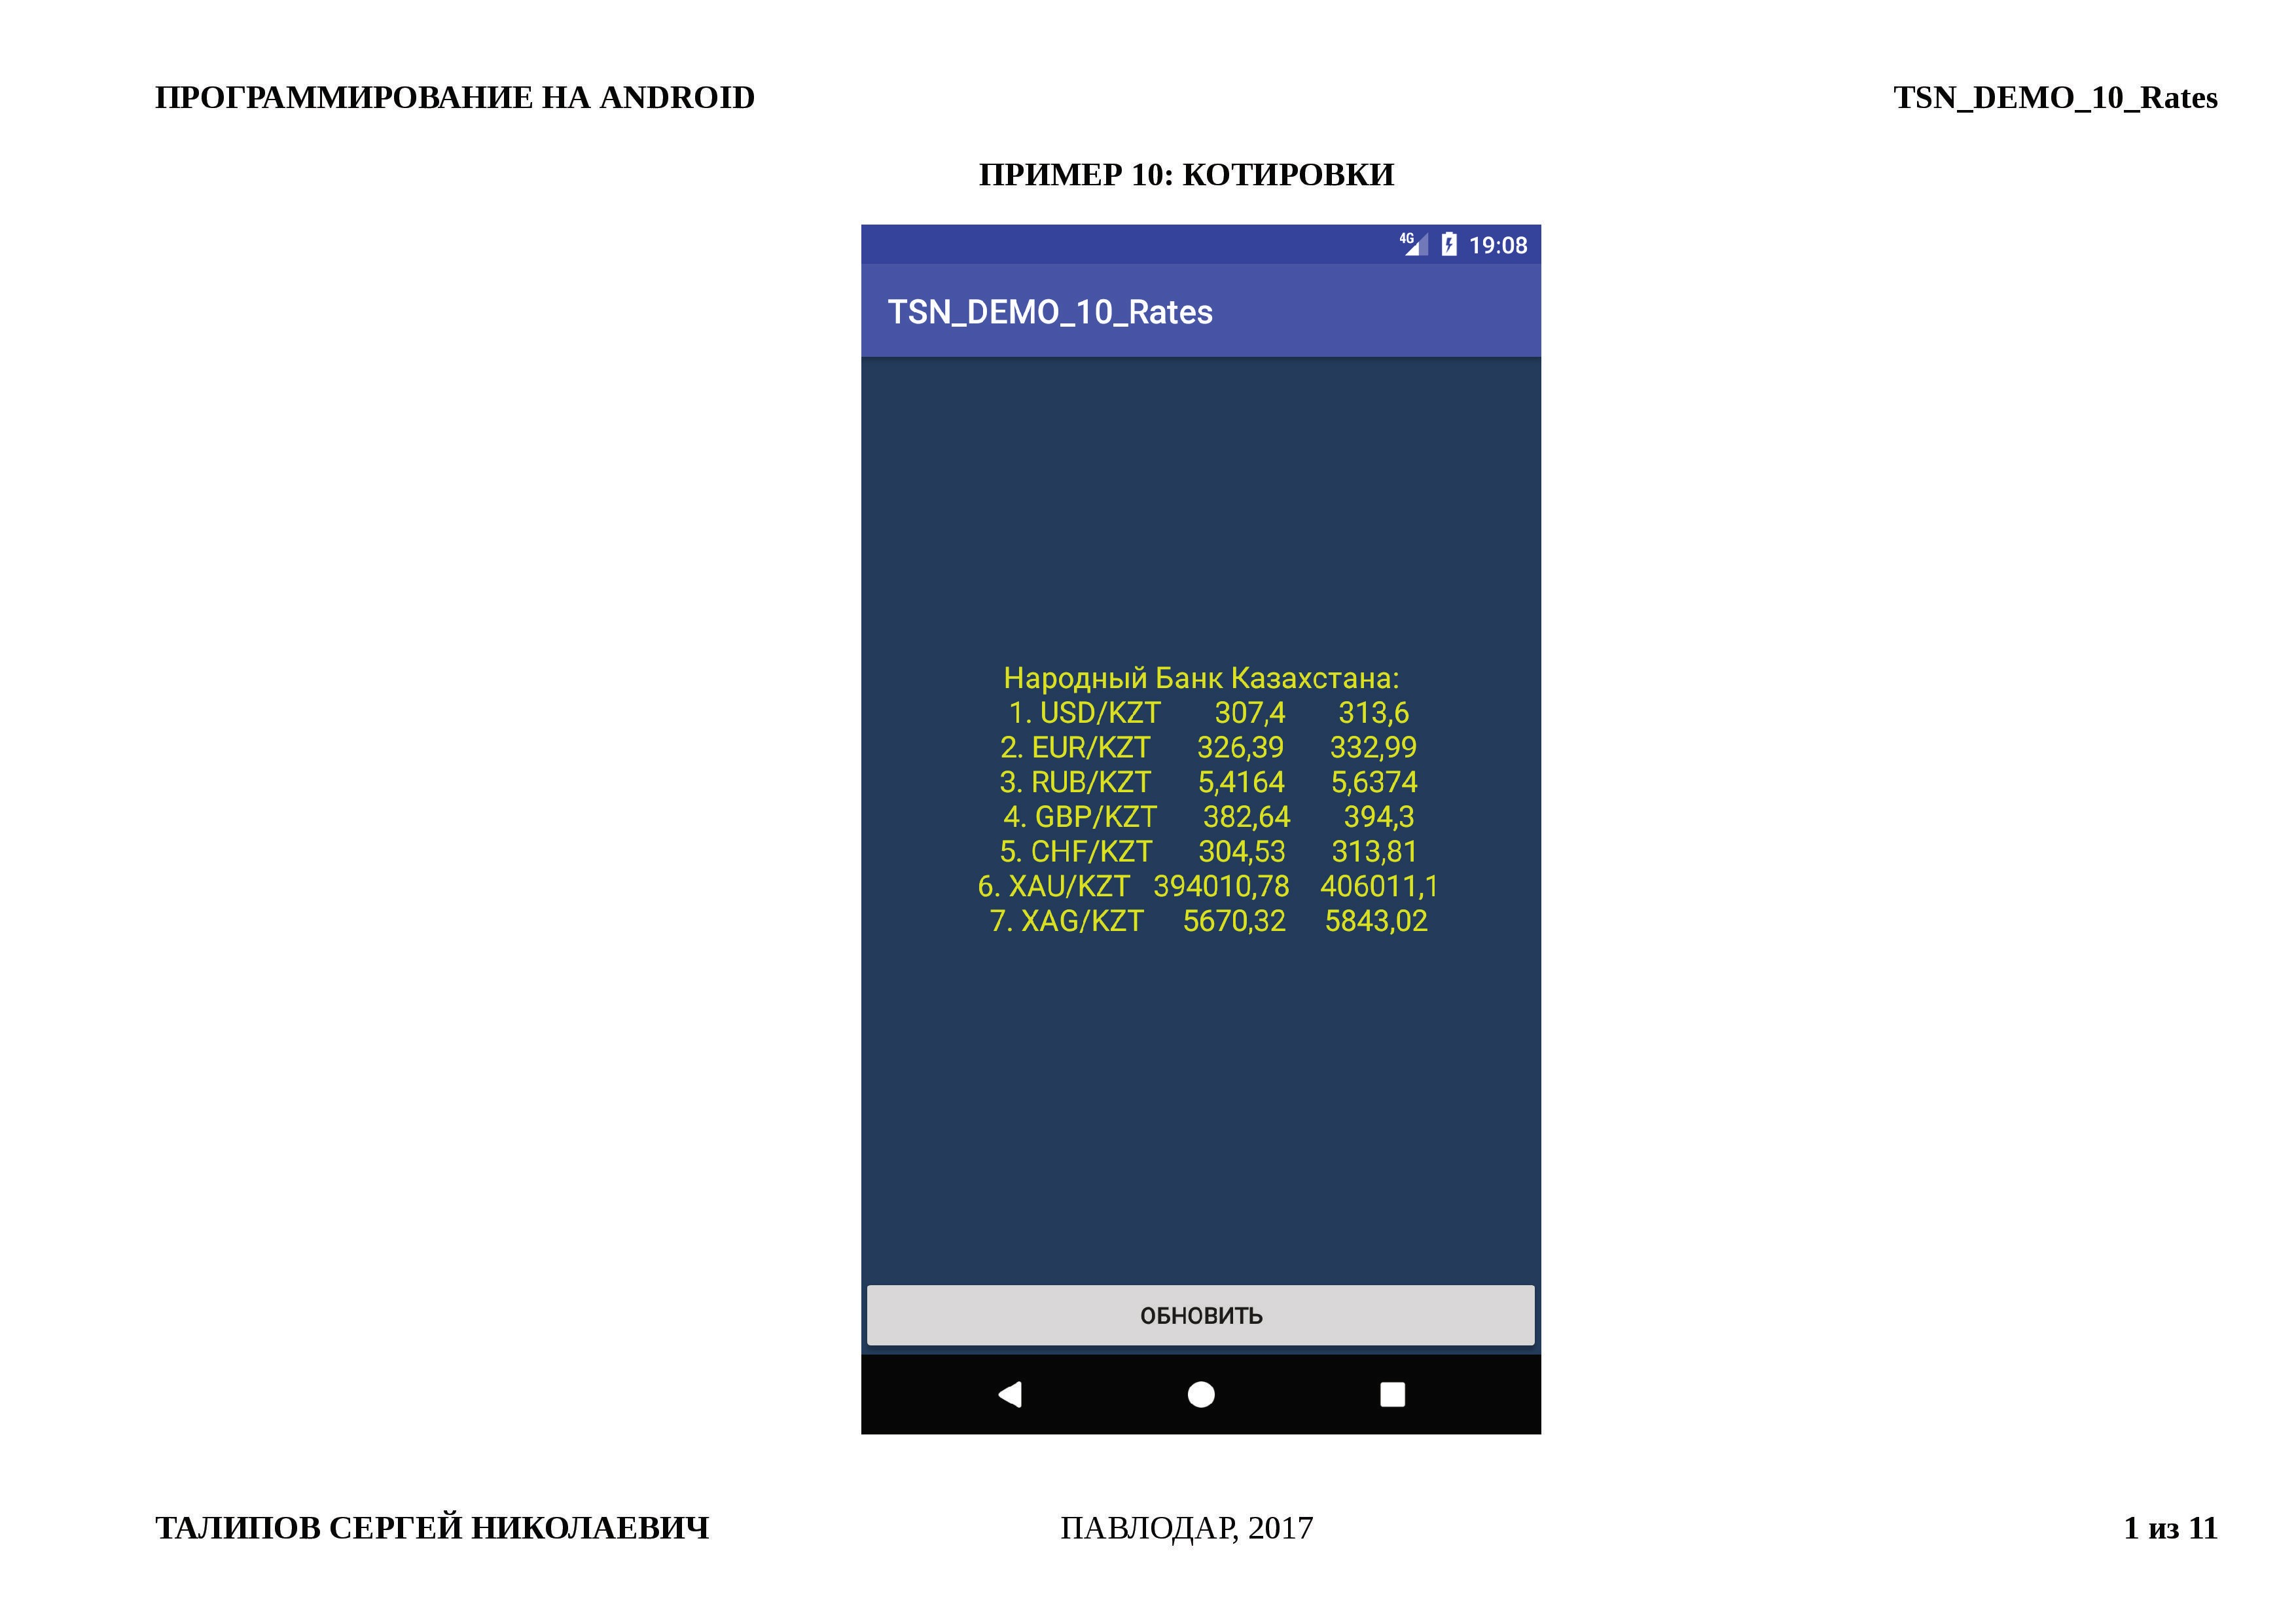 ПРОГРАММИРОВАНИЕ НА ANDROID TSN_DEMO_10_Rates
ПРИМЕР 10: КОТИРОВКИ
4G 19:08
TSN_DEMO_10_Rates
Народный Банк Казахстана:
1. USD/KZT 307,4 313,6
2. EUR/KZT 326,39 332,99
3. RUB/KZT 5,4164 5,6374
4. GBP/KZT 382,64 394,3
5. CHF/KZT 304,53 313,81
6. XAU/KZT 394010,78 406011,1
7. XAG/KZT 5670,32 5843,02
ОБНОВИТЬ
ТАЛИПОВ СЕРГЕЙ НИКОЛАЕВИЧ ПАВЛОДАР, 2017 1 из 11